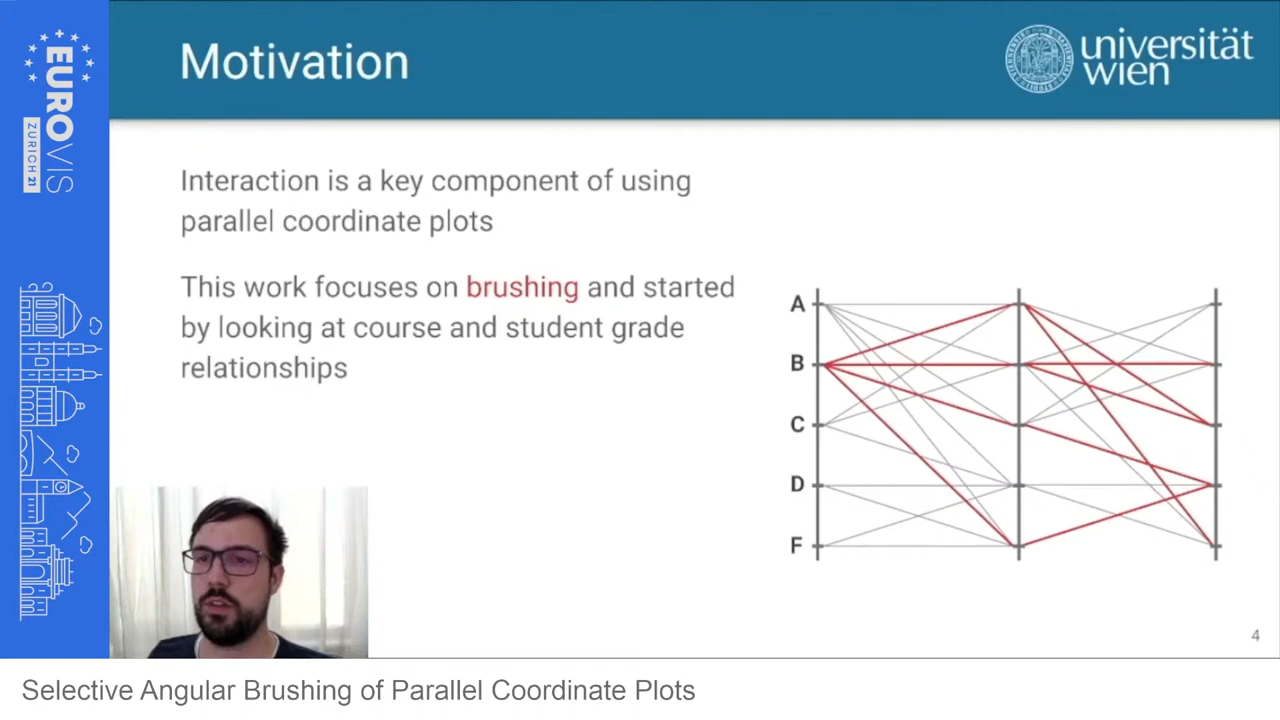 Motivation
universität
wien
EUROVIS
ZURICH 21
Interaction is a key component of using
parallel coordinate plots
This work focuses on brushing and started
by looking at course and student grade
relationships
A
B
C
D
F
4
Selective Angular Brushing of Parallel Coordinate Plots